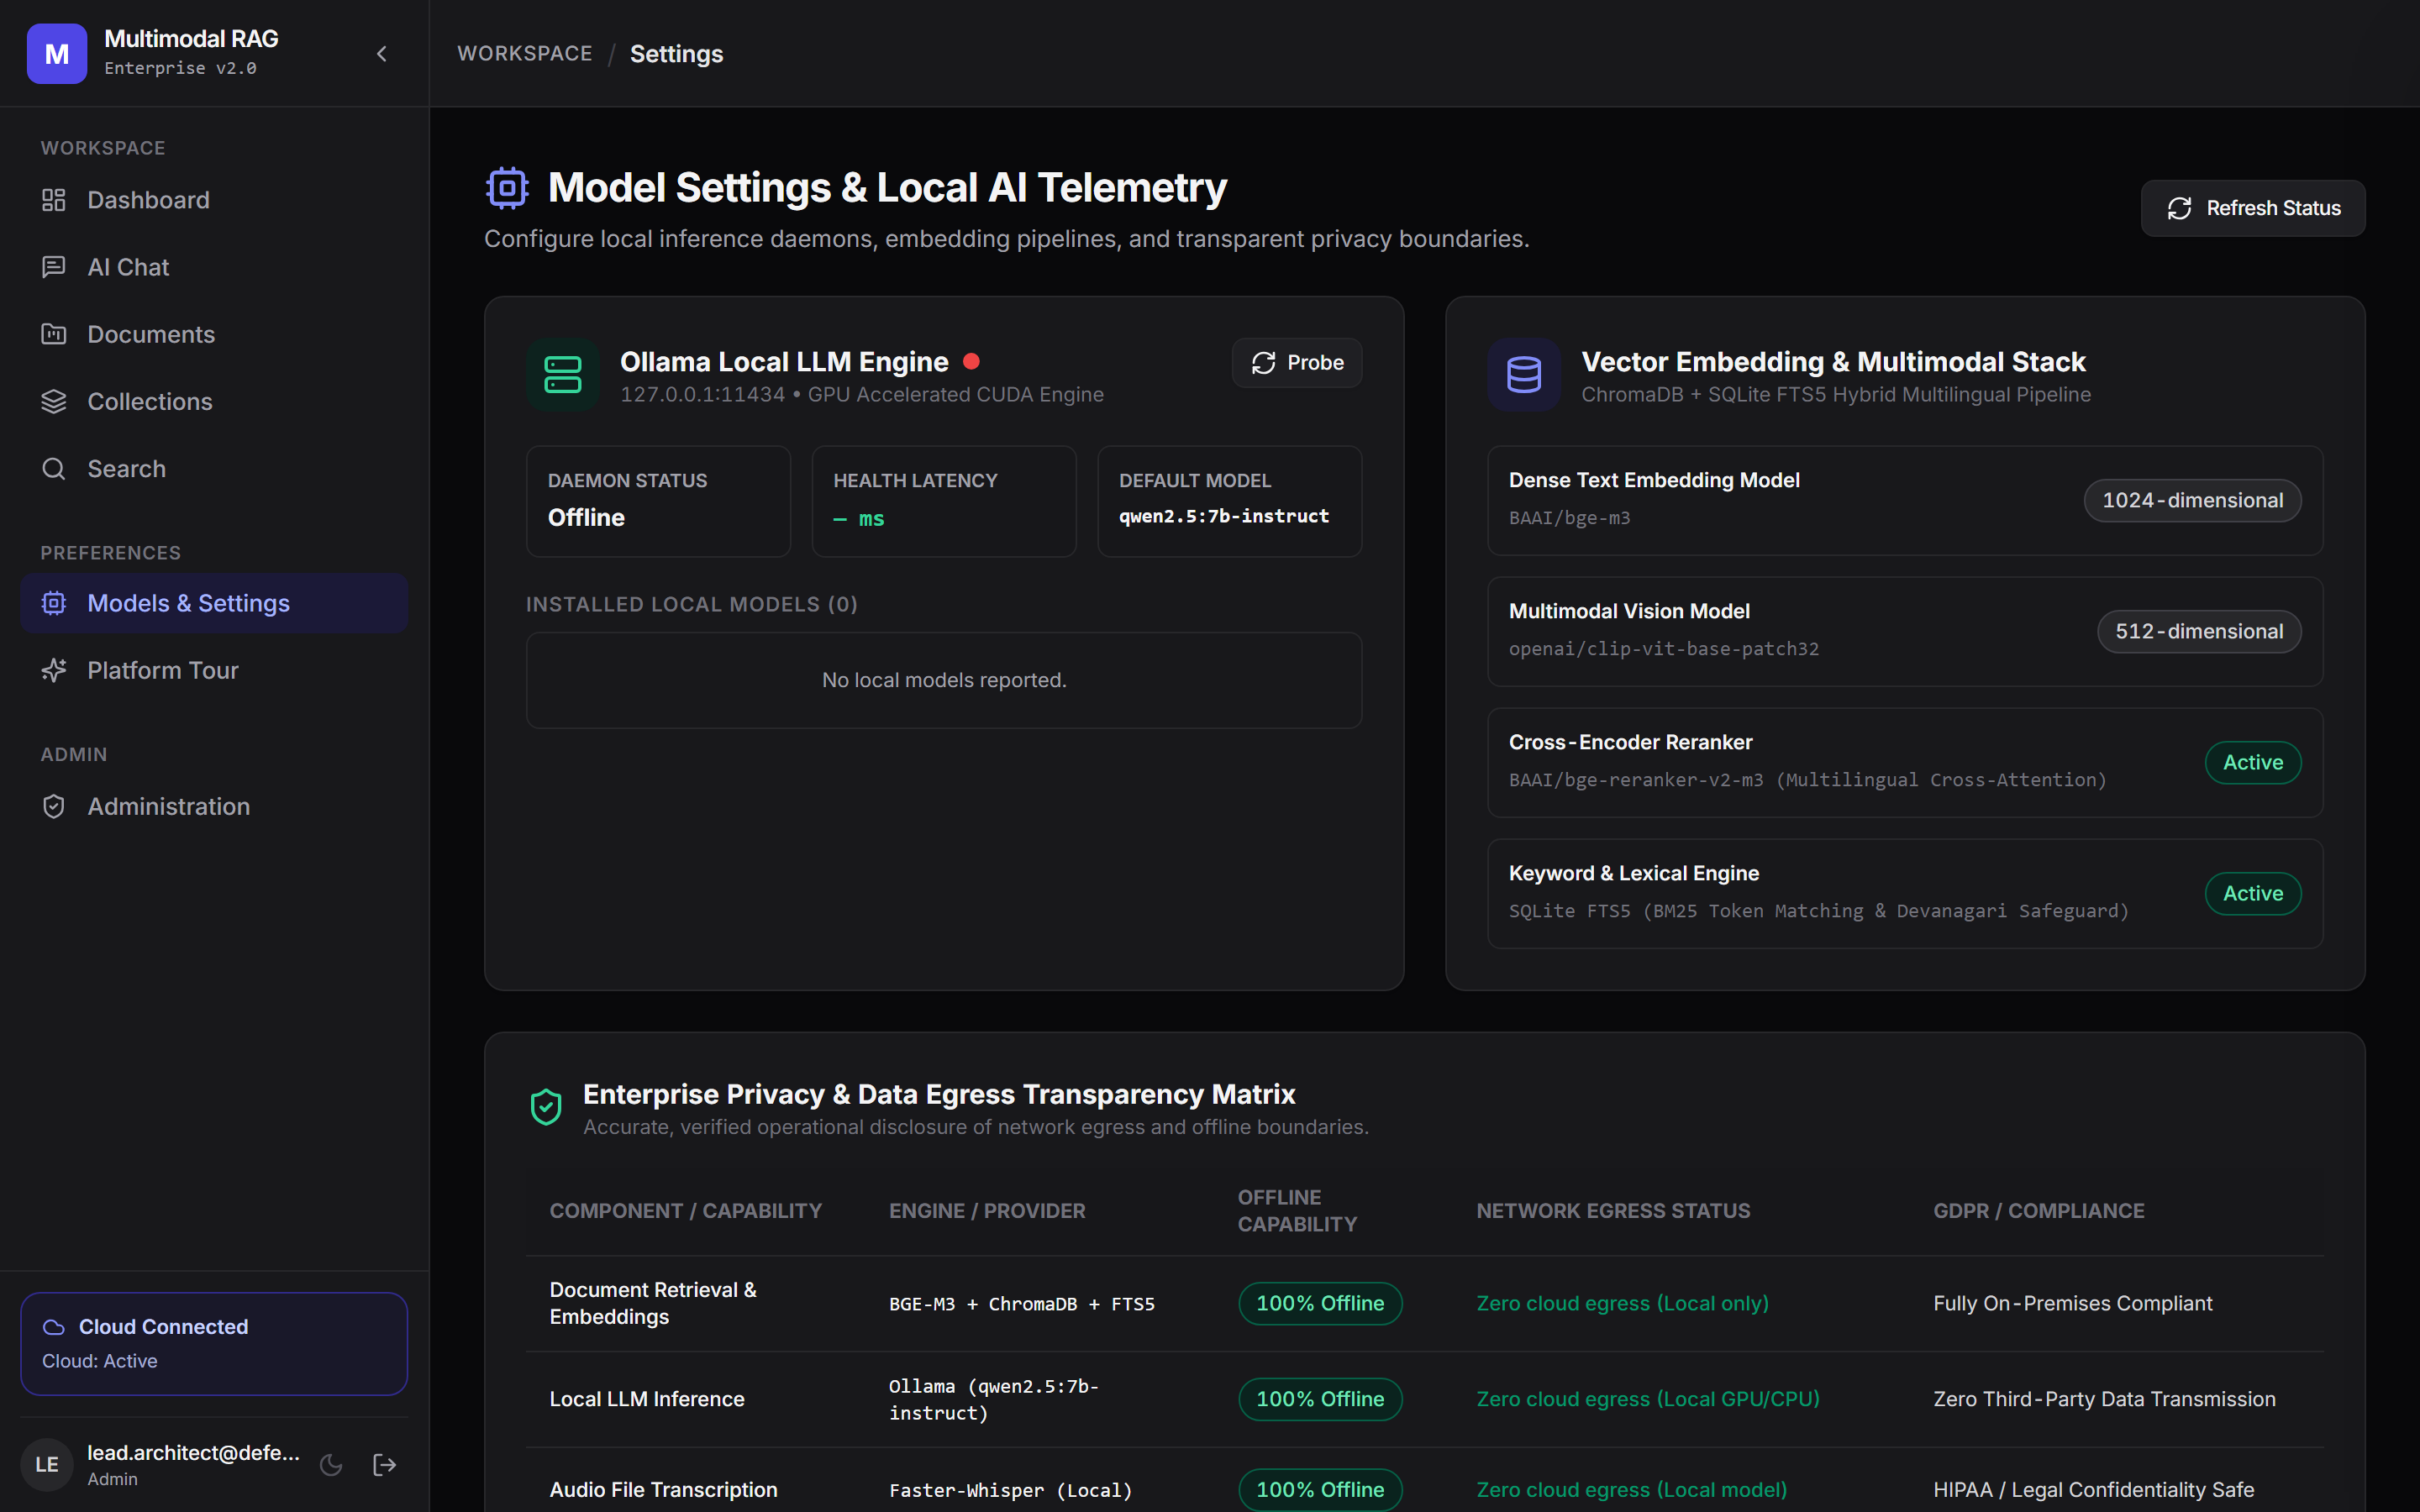 M
Multimodal RAG
Enterprise v2.0
WORKSPACE
Dashboard
AI Chat
Documents
Collections
Search
PREFERENCES
Models & Settings
Platform Tour
ADMIN
Administration
Cloud Connected
Cloud: Active
LE
lead.architect@defe...
Admin
WORKSPACE / Settings
Model Settings & Local AI Telemetry
Configure local inference daemons, embedding pipelines, and transparent privacy boundaries.
Refresh Status
Ollama Local LLM Engine
127.0.0.1:11434 • GPU Accelerated CUDA Engine
Probe
DAEMON STATUS
Offline
HEALTH LATENCY
— ms
DEFAULT MODEL
qwen2.5:7b-instruct
INSTALLED LOCAL MODELS (0)
No local models reported.
Vector Embedding & Multimodal Stack
ChromaDB + SQLite FTS5 Hybrid Multilingual Pipeline
Dense Text Embedding Model
BAAI/bge-m3
1024-dimensional
Multimodal Vision Model
openai/clip-vit-base-patch32
512-dimensional
Cross-Encoder Reranker
BAAI/bge-reranker-v2-m3 (Multilingual Cross-Attention)
Active
Keyword & Lexical Engine
SQLite FTS5 (BM25 Token Matching & Devanagari Safeguard)
Active
Enterprise Privacy & Data Egress Transparency Matrix
Accurate, verified operational disclosure of network egress and offline boundaries.
COMPONENT / CAPABILITY
ENGINE / PROVIDER
OFFLINE
CAPABILITY
NETWORK EGRESS STATUS
GDPR / COMPLIANCE
Document Retrieval &
Embeddings
BGE-M3 + ChromaDB + FTS5
100% Offline
Zero cloud egress (Local only)
Fully On-Premises Compliant
Local LLM Inference
Ollama (qwen2.5:7b-
instruct)
100% Offline
Zero cloud egress (Local GPU/CPU)
Zero Third-Party Data Transmission
Audio File Transcription
Faster-Whisper (Local)
100% Offline
Zero cloud egress (Local model)
HIPAA / Legal Confidentiality Safe